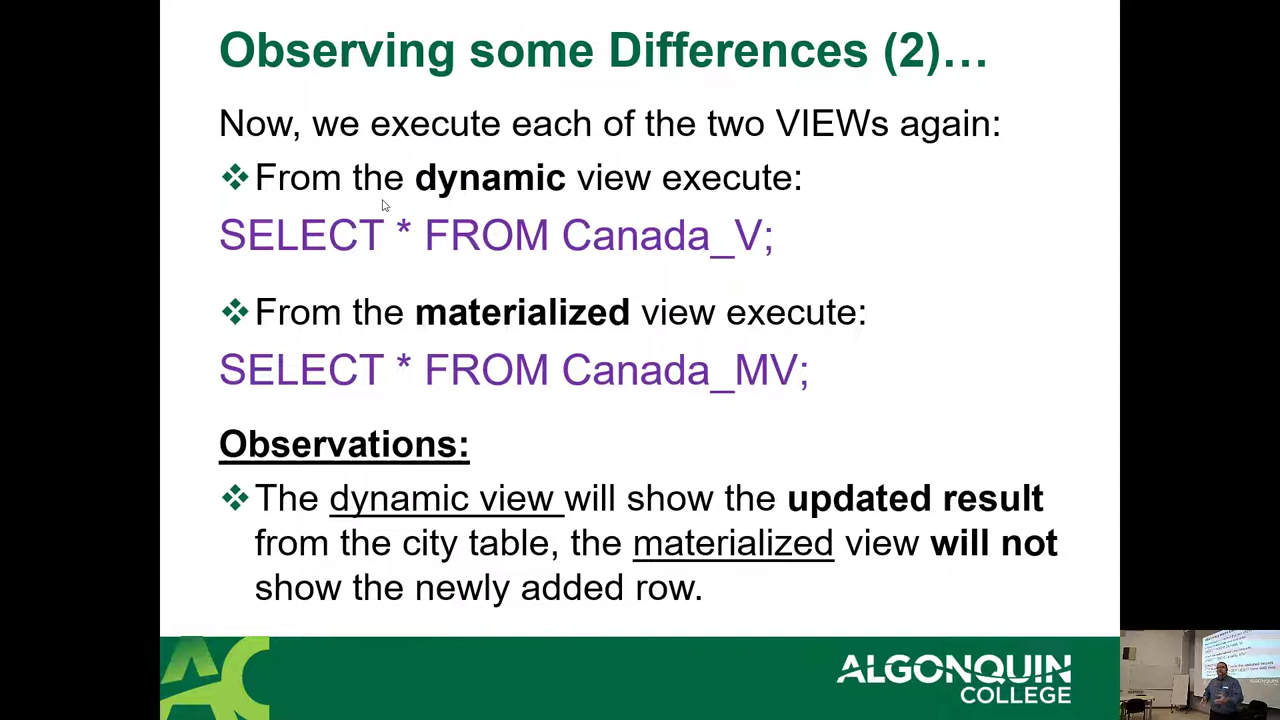 Observing some Differences (2)…
Now, we execute each of the two VIEWs again:
❖ From the dynamic view execute:
SELECT * FROM Canada_V;
❖ From the materialized view execute:
SELECT * FROM Canada_MV;
Observations:
❖ The dynamic view will show the updated result
from the city table, the materialized view will not
show the newly added row.
AC
ALGONQUIN
COLLEGE